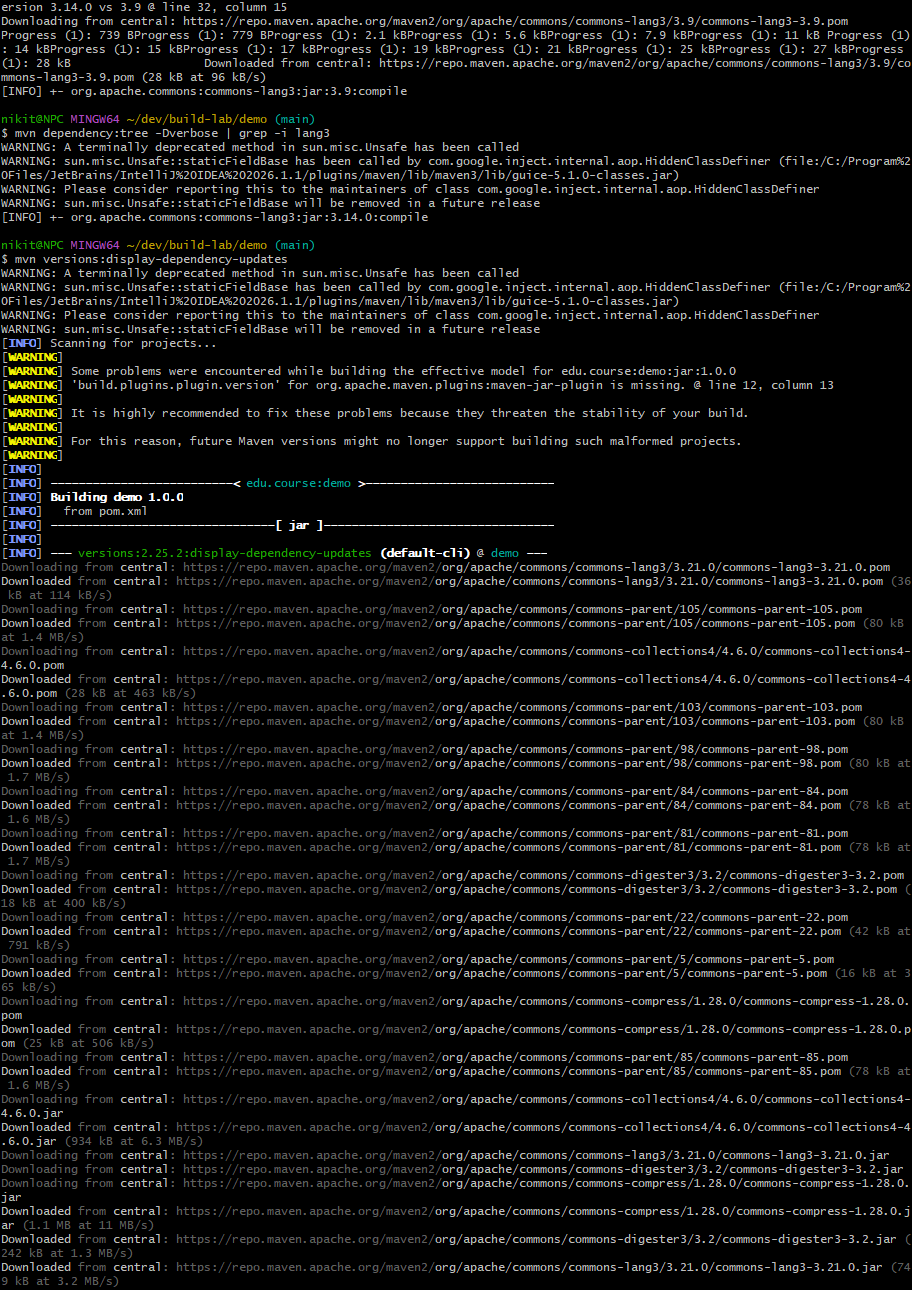 ersion 3.14.0 vs 3.9 @ line 32, column 15
Downloading from central: https://repo.maven.apache.org/maven2/org/apache/commons/commons-lang3/3.9/commons-lang3-3.9.pom
Progress (1): 739 BProgress (1): 779 BProgress (1): 2.1 kBProgress (1): 5.6 kBProgress (1): 7.9 kBProgress (1): 11 kB Progress (1)
: 14 kBProgress (1): 15 kBProgress (1): 17 kBProgress (1): 19 kBProgress (1): 21 kBProgress (1): 25 kBProgress (1): 27 kBProgress
(1): 28 kB                   Downloaded from central: https://repo.maven.apache.org/maven2/org/apache/commons/commons-lang3/3.9/co
mmons-lang3-3.9.pom (28 kB at 96 kB/s)
[INFO] +- org.apache.commons:commons-lang3:jar:3.9:compile
nikit@NPC MINGW64 ~/dev/build-lab/demo (main)
$ mvn dependency:tree -Dverbose | grep -i lang3
WARNING: A terminally deprecated method in sun.misc.Unsafe has been called
WARNING: sun.misc.Unsafe::staticFieldBase has been called by com.google.inject.internal.aop.HiddenClassDefiner (file:/C:/Program%2
0Files/JetBrains/IntelliJ%20IDEA%202026.1.1/plugins/maven/lib/maven3/lib/guice-5.1.0-classes.jar)
WARNING: Please consider reporting this to the maintainers of class com.google.inject.internal.aop.HiddenClassDefiner
WARNING: sun.misc.Unsafe::staticFieldBase will be removed in a future release
[INFO] +- org.apache.commons:commons-lang3:jar:3.14.0:compile
nikit@NPC MINGW64 ~/dev/build-lab/demo (main)
$ mvn versions:display-dependency-updates
WARNING: A terminally deprecated method in sun.misc.Unsafe has been called
WARNING: sun.misc.Unsafe::staticFieldBase has been called by com.google.inject.internal.aop.HiddenClassDefiner (file:/C:/Program%2
0Files/JetBrains/IntelliJ%20IDEA%202026.1.1/plugins/maven/lib/maven3/lib/guice-5.1.0-classes.jar)
WARNING: Please consider reporting this to the maintainers of class com.google.inject.internal.aop.HiddenClassDefiner
WARNING: sun.misc.Unsafe::staticFieldBase will be removed in a future release
[INFO] Scanning for projects...
[WARNING]
[WARNING] Some problems were encountered while building the effective model for edu.course:demo:jar:1.0.0
[WARNING] 'build.plugins.plugin.version' for org.apache.maven.plugins:maven-jar-plugin is missing. @ line 12, column 13
[WARNING]
[WARNING] It is highly recommended to fix these problems because they threaten the stability of your build.
[WARNING]
[WARNING] For this reason, future Maven versions might no longer support building such malformed projects.
[WARNING]
[INFO]
[INFO] --------------------------< edu.course:demo >---------------------------
[INFO] Building demo 1.0.0
[INFO]   from pom.xml
[INFO] --------------------------------[ jar ]---------------------------------
[INFO]
[INFO] --- versions:2.25.2:display-dependency-updates (default-cli) @ demo ---
Downloading from central: https://repo.maven.apache.org/maven2/org/apache/commons/commons-lang3/3.21.0/commons-lang3-3.21.0.pom
Downloaded from central: https://repo.maven.apache.org/maven2/org/apache/commons/commons-lang3/3.21.0/commons-lang3-3.21.0.pom (36
 kB at 114 kB/s)
Downloading from central: https://repo.maven.apache.org/maven2/org/apache/commons/commons-parent/105/commons-parent-105.pom
Downloaded from central: https://repo.maven.apache.org/maven2/org/apache/commons/commons-parent/105/commons-parent-105.pom (80 kB
at 1.4 MB/s)
Downloading from central: https://repo.maven.apache.org/maven2/org/apache/commons/commons-collections4/4.6.0/commons-collections4-
4.6.0.pom
Downloaded from central: https://repo.maven.apache.org/maven2/org/apache/commons/commons-collections4/4.6.0/commons-collections4-4
.6.0.pom (28 kB at 463 kB/s)
Downloading from central: https://repo.maven.apache.org/maven2/org/apache/commons/commons-parent/103/commons-parent-103.pom
Downloaded from central: https://repo.maven.apache.org/maven2/org/apache/commons/commons-parent/103/commons-parent-103.pom (80 kB
at 1.4 MB/s)
Downloading from central: https://repo.maven.apache.org/maven2/org/apache/commons/commons-parent/98/commons-parent-98.pom
Downloaded from central: https://repo.maven.apache.org/maven2/org/apache/commons/commons-parent/98/commons-parent-98.pom (80 kB at
 1.7 MB/s)
Downloading from central: https://repo.maven.apache.org/maven2/org/apache/commons/commons-parent/84/commons-parent-84.pom
Downloaded from central: https://repo.maven.apache.org/maven2/org/apache/commons/commons-parent/84/commons-parent-84.pom (78 kB at
 1.6 MB/s)
Downloading from central: https://repo.maven.apache.org/maven2/org/apache/commons/commons-parent/81/commons-parent-81.pom
Downloaded from central: https://repo.maven.apache.org/maven2/org/apache/commons/commons-parent/81/commons-parent-81.pom (78 kB at
 1.7 MB/s)
Downloading from central: https://repo.maven.apache.org/maven2/org/apache/commons/commons-digester3/3.2/commons-digester3-3.2.pom
Downloaded from central: https://repo.maven.apache.org/maven2/org/apache/commons/commons-digester3/3.2/commons-digester3-3.2.pom (
18 kB at 400 kB/s)
Downloading from central: https://repo.maven.apache.org/maven2/org/apache/commons/commons-parent/22/commons-parent-22.pom
Downloaded from central: https://repo.maven.apache.org/maven2/org/apache/commons/commons-parent/22/commons-parent-22.pom (42 kB at
 791 kB/s)
Downloading from central: https://repo.maven.apache.org/maven2/org/apache/commons/commons-parent/5/commons-parent-5.pom
Downloaded from central: https://repo.maven.apache.org/maven2/org/apache/commons/commons-parent/5/commons-parent-5.pom (16 kB at 3
65 kB/s)
Downloading from central: https://repo.maven.apache.org/maven2/org/apache/commons/commons-compress/1.28.0/commons-compress-1.28.0.
pom
Downloaded from central: https://repo.maven.apache.org/maven2/org/apache/commons/commons-compress/1.28.0/commons-compress-1.28.0.p
om (25 kB at 506 kB/s)
Downloading from central: https://repo.maven.apache.org/maven2/org/apache/commons/commons-parent/85/commons-parent-85.pom
Downloaded from central: https://repo.maven.apache.org/maven2/org/apache/commons/commons-parent/85/commons-parent-85.pom (78 kB at
 1.6 MB/s)
Downloading from central: https://repo.maven.apache.org/maven2/org/apache/commons/commons-collections4/4.6.0/commons-collections4-
4.6.0.jar
Downloaded from central: https://repo.maven.apache.org/maven2/org/apache/commons/commons-collections4/4.6.0/commons-collections4-4
.6.0.jar (934 kB at 6.3 MB/s)
Downloading from central: https://repo.maven.apache.org/maven2/org/apache/commons/commons-lang3/3.21.0/commons-lang3-3.21.0.jar
Downloading from central: https://repo.maven.apache.org/maven2/org/apache/commons/commons-digester3/3.2/commons-digester3-3.2.jar
Downloading from central: https://repo.maven.apache.org/maven2/org/apache/commons/commons-compress/1.28.0/commons-compress-1.28.0.
jar
Downloaded from central: https://repo.maven.apache.org/maven2/org/apache/commons/commons-compress/1.28.0/commons-compress-1.28.0.j
ar (1.1 MB at 11 MB/s)
Downloaded from central: https://repo.maven.apache.org/maven2/org/apache/commons/commons-digester3/3.2/commons-digester3-3.2.jar (
242 kB at 1.3 MB/s)
Downloaded from central: https://repo.maven.apache.org/maven2/org/apache/commons/commons-lang3/3.21.0/commons-lang3-3.21.0.jar (74
9 kB at 3.2 MB/s)